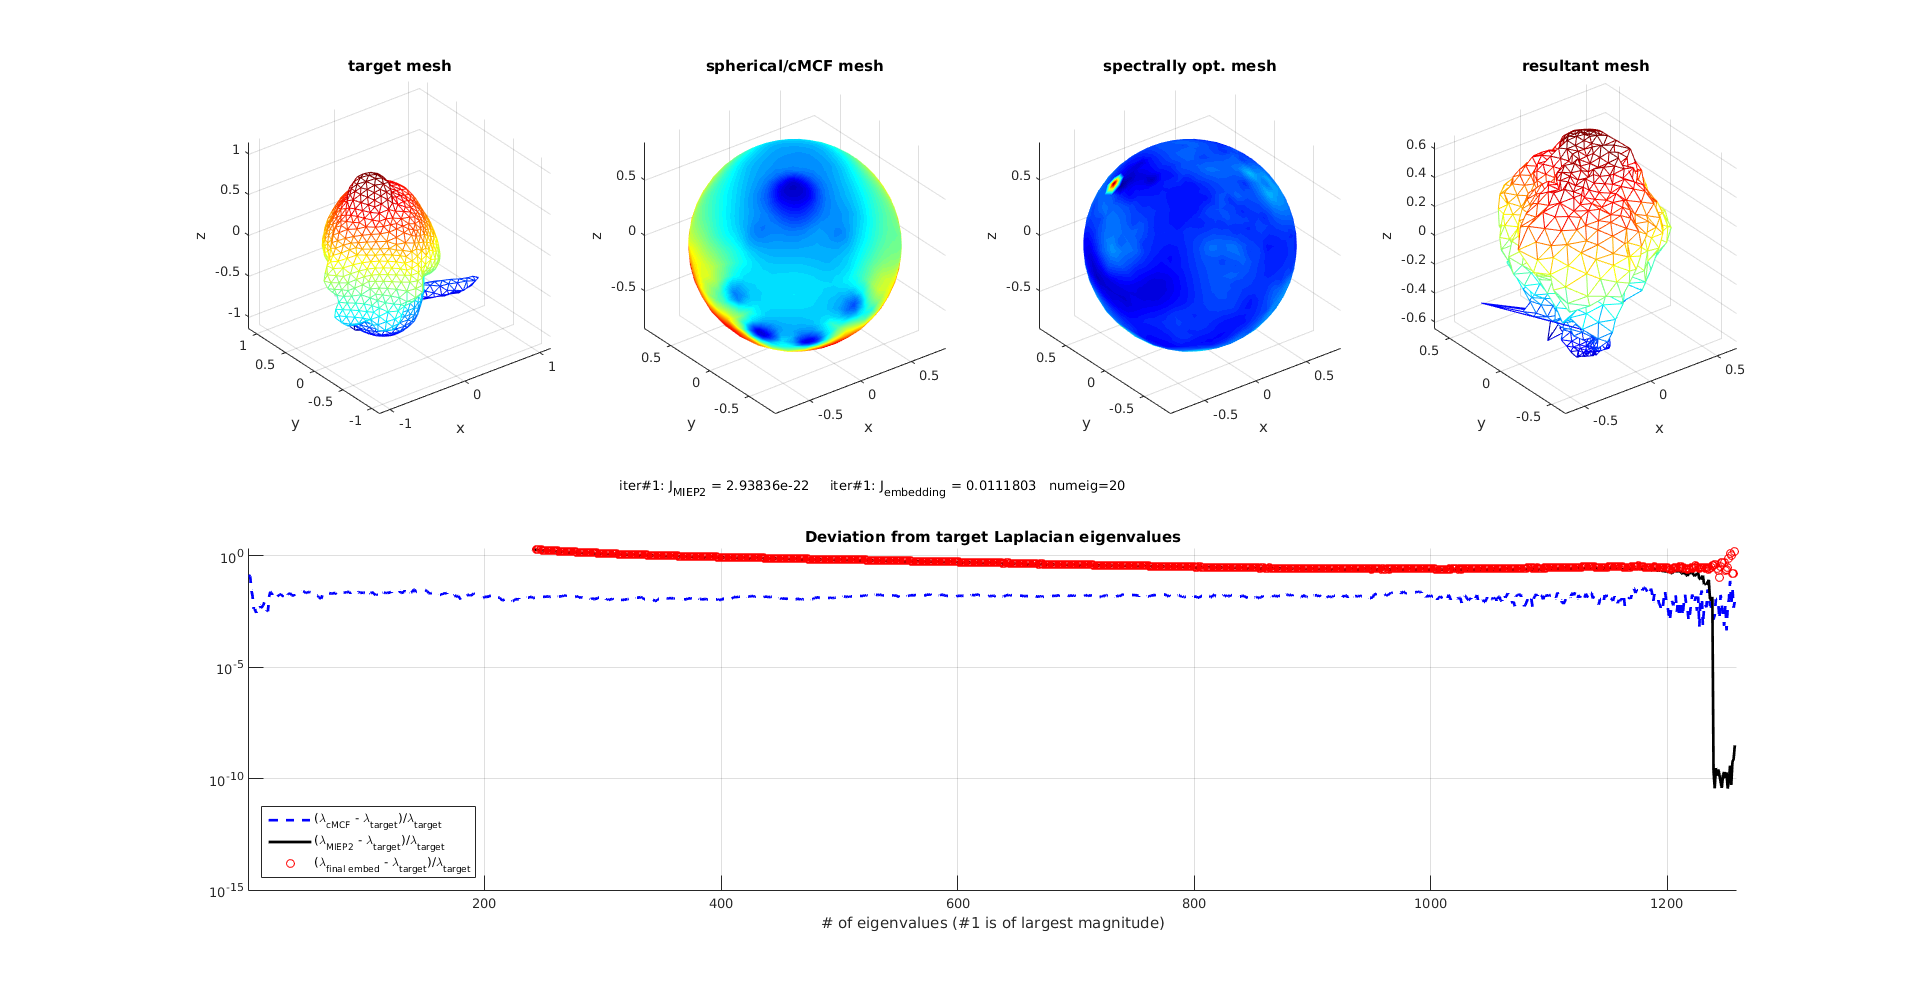 target mesh
spherical/cMCF mesh
spectrally opt. mesh
resultant mesh
z
1
0.5
0
-0.5
-1
1
0.5
0
-0.5
-1
y
-1
0
1
x
z
0.5
0
-0.5
0.5
0
-0.5
y
-0.5
0
0.5
x
z
0.5
0
-0.5
0.5
0
-0.5
y
-0.5
0
0.5
x
z
0.6
0.4
0.2
0
-0.2
-0.4
-0.6
0.5
0
-0.5
y
-0.5
0
0.5
x
iter#1: J_MIEP2 = 2.93836e-22 iter#1: J_embedding = 0.0111803 numeig=20
Deviation from target Laplacian eigenvalues
10^0
10^-5
10^-10
10^-15
(λ_cMCF - λ_target)/λ_target
(λ_MIEP2 - λ_target)/λ_target
(λ_final embed - λ_target)/λ_target
200
400
600
800
1000
1200
# of eigenvalues (#1 is of largest magnitude)